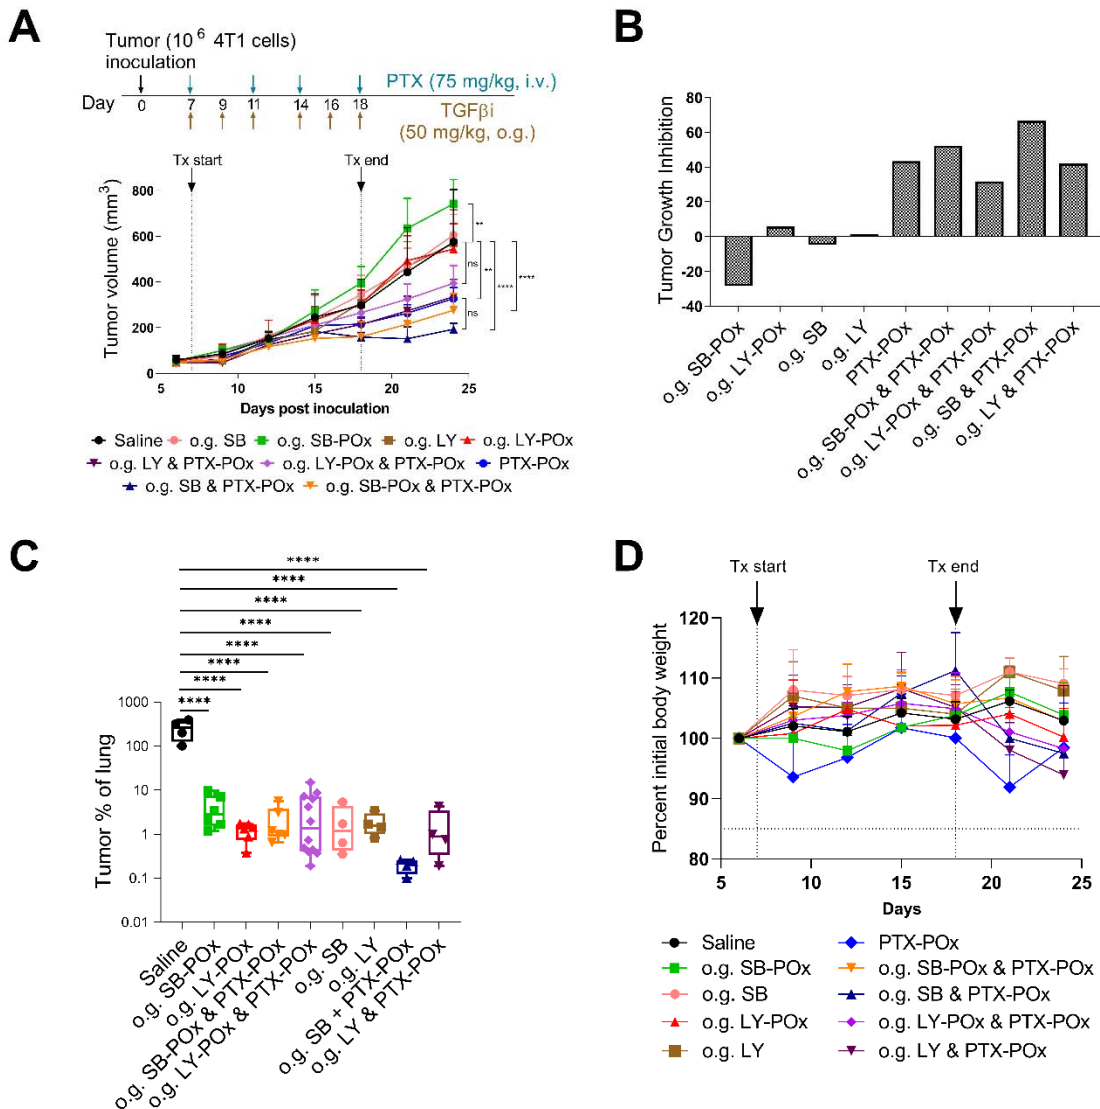 A
Tumor (10 6 4T1 cells)
inoculation
PTX (75 mg/kg, i.v.)
Day 0 7 9 11 14 16 18
TGFβi
(50 mg/kg, o.g.)
Tx start
Tx end
Tumor volume (mm3)
800
600
400
200
0
**
ns
**
****
****
ns
5 10 15 20 25
Days post inoculation
Saline o.g. SB o.g. SB-POx o.g. LY o.g. LY-POx
o.g. LY & PTX-POx o.g. LY-POx & PTX-POx PTX-POx
o.g. SB & PTX-POx o.g. SB-POx & PTX-POx
B
Tumor Growth Inhibition
80
60
40
20
0
-20
-40
o.g. SB-POx
o.g. LY-POx
o.g. SB
o.g. LY
PTX-POx
o.g. SB-POx & PTX-POx
o.g. LY-POx & PTX-POx
o.g. SB & PTX-POx
o.g. LY & PTX-POx
C
****
****
****
****
****
****
****
****
Tumor % of lung
1000
100
10
1
0.1
0.01
Saline
o.g. SB-POx
o.g. LY-POx
o.g. SB-POx & PTX-POx
o.g. LY-POx & PTX-POx
o.g. SB
o.g. LY
o.g. SB + PTX-POx
o.g. LY & PTX-POx
D
Tx start
Tx end
Percent initial body weight
120
110
100
90
80
5 10 15 20 25
Days
Saline PTX-POx
o.g. SB-POx o.g. SB-POx & PTX-POx
o.g. SB o.g. SB & PTX-POx
o.g. LY-POx o.g. LY-POx & PTX-POx
o.g. LY o.g. LY & PTX-POx